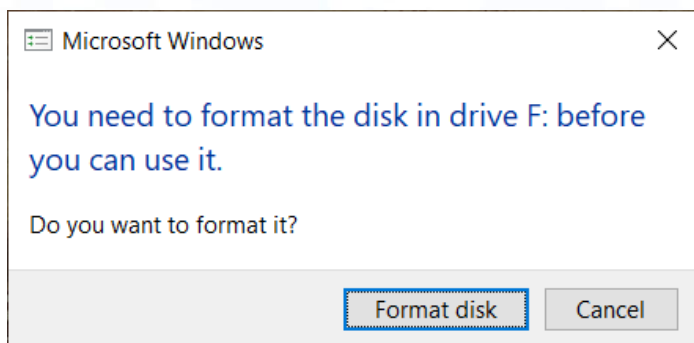 Microsoft Windows
You need to format the disk in drive F: before
you can use it.
Do you want to format it?
Format disk
Cancel